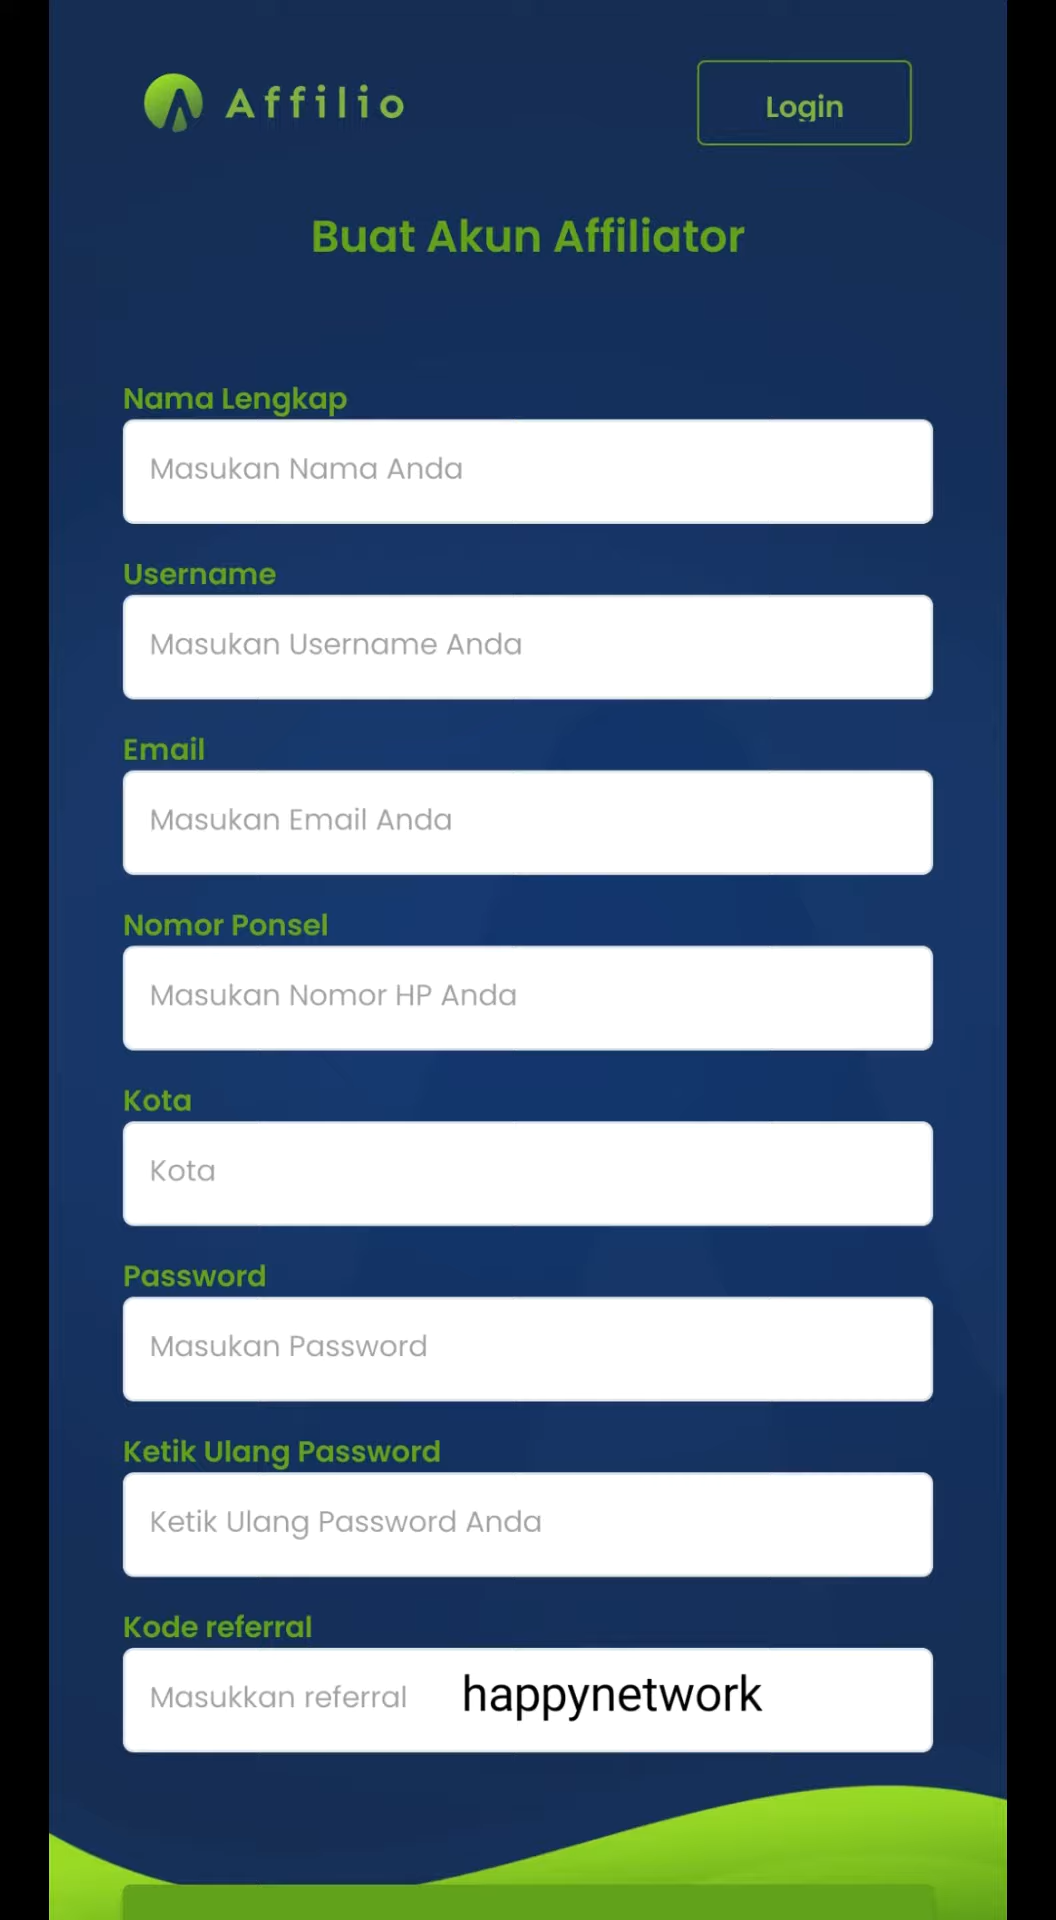 Affilio
Login
Buat Akun Affiliator
Nama Lengkap
Masukan Nama Anda
Username
Masukan Username Anda
Email
Masukan Email Anda
Nomor Ponsel
Masukan Nomor HP Anda
Kota
Kota
Password
Masukan Password
Ketik Ulang Password
Ketik Ulang Password Anda
Kode referral
Masukkan referral happynetwork